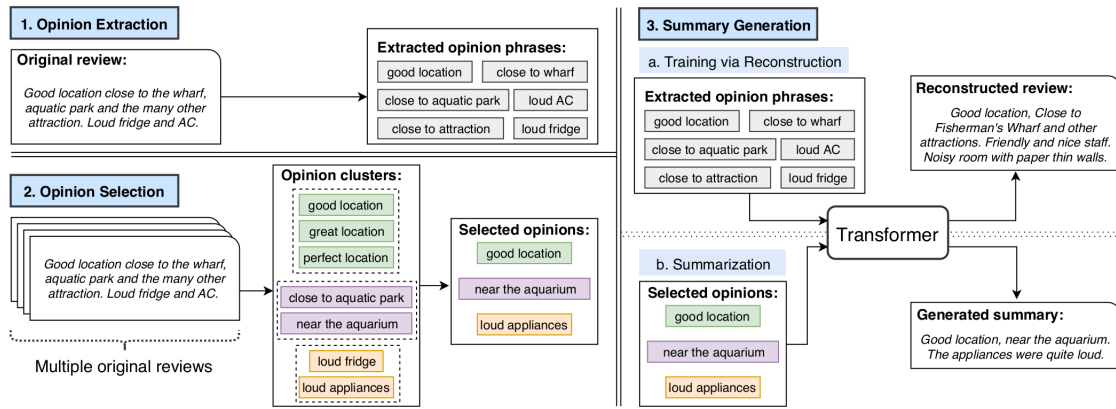 1. Opinion Extraction
Original review:
Good location close to the wharf,
aquatic park and the many other
attraction. Loud fridge and AC.
Extracted opinion phrases:
good location
close to wharf
close to aquatic park
loud AC
close to attraction
loud fridge
2. Opinion Selection
Good location close to the wharf,
aquatic park and the many other
attraction. Loud fridge and AC.
Multiple original reviews
Opinion clusters:
good location
great location
perfect location
close to aquatic park
near the aquarium
loud fridge
loud appliances
Selected opinions:
good location
near the aquarium
loud appliances
3. Summary Generation
a. Training via Reconstruction
Extracted opinion phrases:
good location
close to wharf
close to aquatic park
loud AC
close to attraction
loud fridge
Transformer
Reconstructed review:
Good location, Close to
Fisherman's Wharf and other
attractions. Friendly and nice staff.
Noisy room with paper thin walls.
b. Summarization
Selected opinions:
good location
near the aquarium
loud appliances
Generated summary:
Good location, near the aquarium.
The appliances were quite loud.